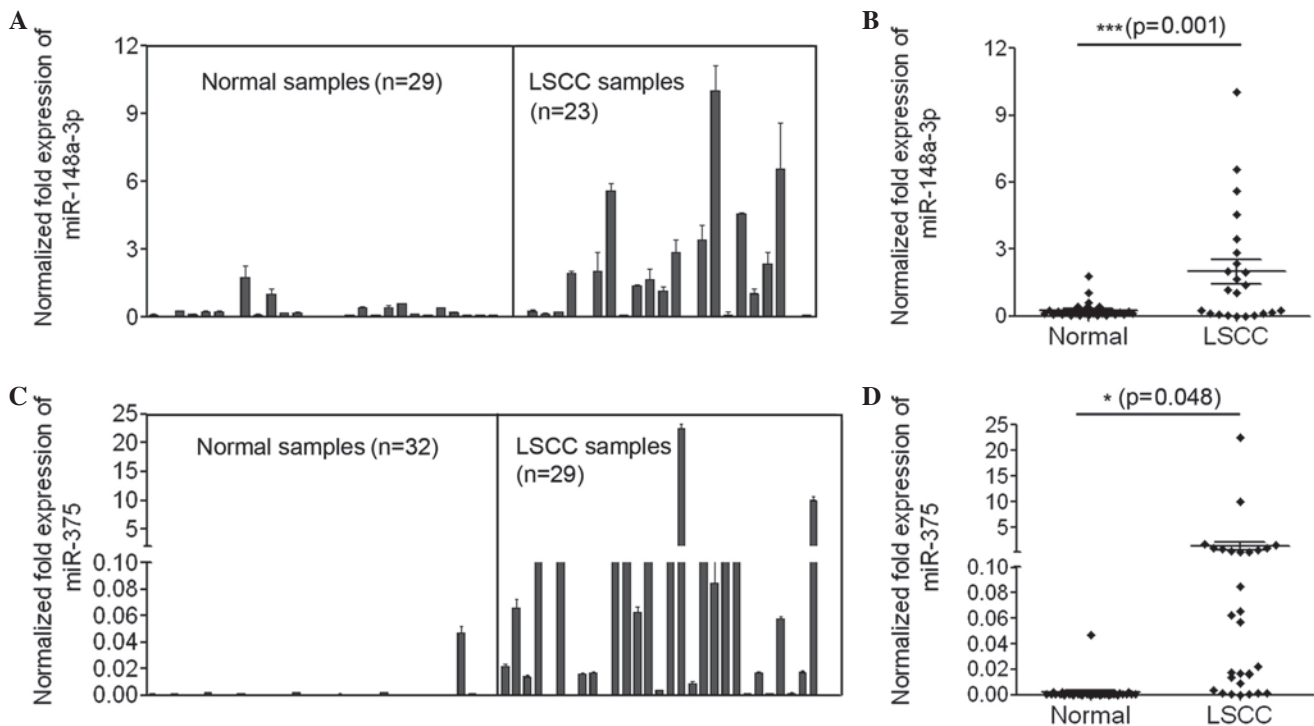 A
Normalized fold expression of
miR-148a-3p
12
9
6
3
0
Normal samples (n=29)
LSCC samples
(n=23)
B
***(p=0.001)
Normalized fold expression of
miR-148a-3p
12
9
6
3
0
Normal
LSCC
C
Normalized fold expression of
miR-375
25
20
15
10
5
0.10
0.08
0.06
0.04
0.02
0.00
Normal samples (n=32)
LSCC samples
(n=29)
D
* (p=0.048)
Normalized fold expression of
miR-375
25
20
15
10
5
0.10
0.08
0.06
0.04
0.02
0.00
Normal
LSCC